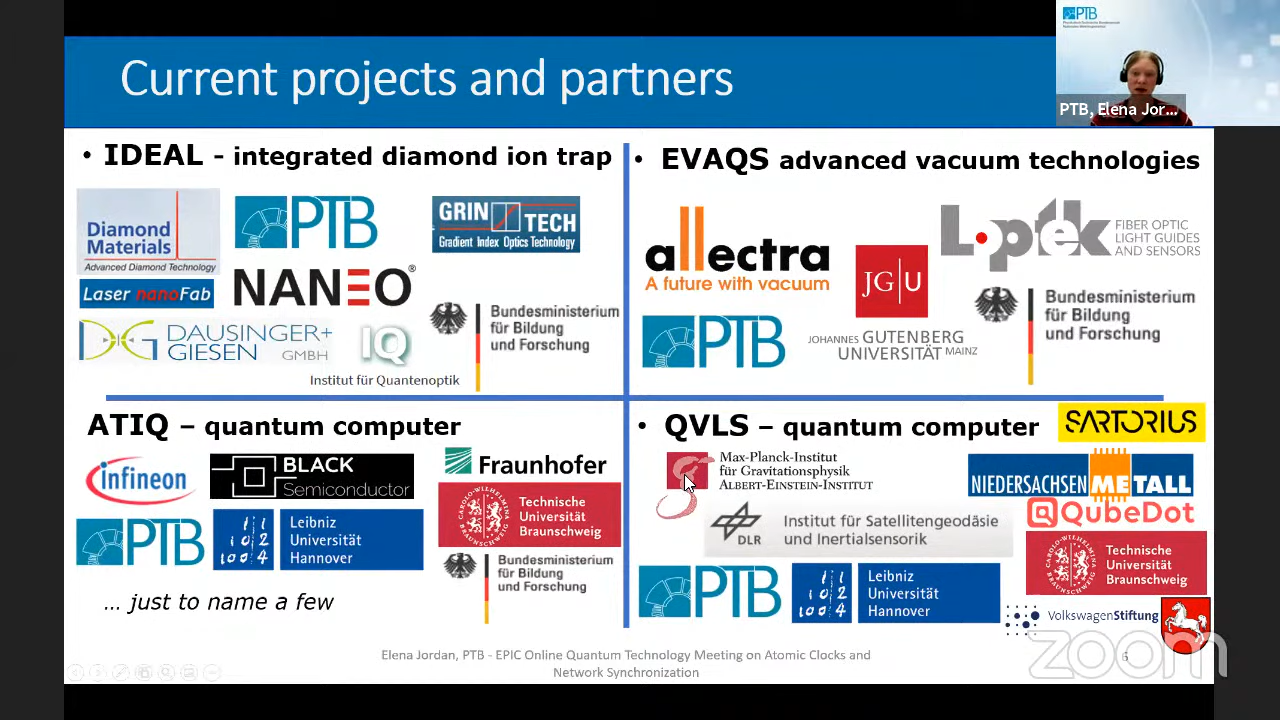 Current projects and partners
PTB
PTB, Elena Jor...
• IDEAL - integrated diamond ion trap
Diamond
Materials
Advanced Diamond Technology
PTB
GRIN TECH
Gradient Index Optics Technology
Laser nanoFab
NANEO®
DAUSINGER+
GIESEN GMBH
IQ
Institut für Quantenoptik
Bundesministerium
für Bildung
und Forschung
• EVAQS advanced vacuum technologies
allectra
A future with vacuum
JG|U
JOHANNES GUTENBERG
UNIVERSITÄT MAINZ
Loptek
FIBER OPTIC
LIGHT GUIDES
AND SENSORS
PTB
Bundesministerium
für Bildung
und Forschung
ATIQ – quantum computer
infineon
BLACK
Semiconductor
Fraunhofer
PTB
Leibniz
Universität
Hannover
Technische
Universität
Braunschweig
Bundesministerium
für Bildung
und Forschung
... just to name a few
• QVLS – quantum computer
SARTORIUS
Max-Planck-Institut
für Gravitationsphysik
ALBERT-EINSTEIN-INSTITUT
NIEDERSACHSENMETALL
QubeDot
DLR
Institut für Satellitengeodäsie
und Inertialsensorik
PTB
Leibniz
Universität
Hannover
Technische
Universität
Braunschweig
VolkswagenStiftung
Elena Jordan, PTB - EPIC Online Quantum Technology Meeting on Atomic Clocks and
Network Synchronization
6
zoom